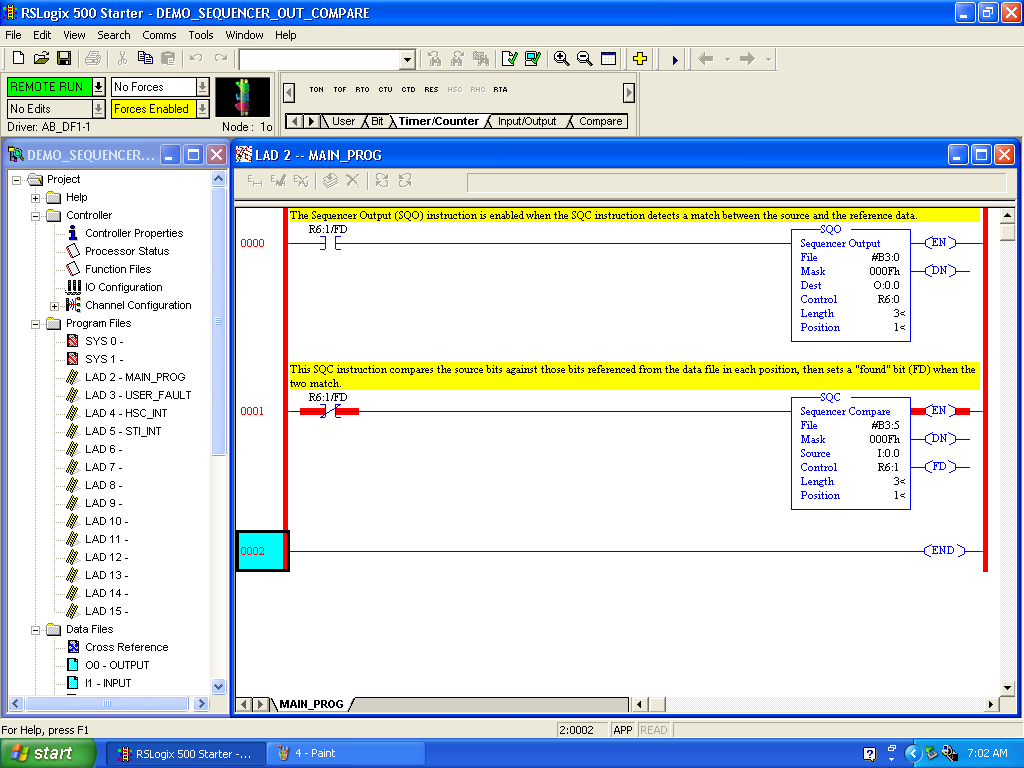 RSLogix 500 Starter - DEMO_SEQUENCER_OUT_COMPARE
File Edit View Search Comms Tools Window Help
REMOTE RUN No Forces
No Edits Forces Enabled
Driver: AB_DF1-1 Node: 1o
TON TOF RTO CTU CTD RES HSC RHC RTA
User Bit Timer/Counter Input/Output Compare
DEMO_SEQUENCER...
Project
Help
Controller
Controller Properties
Processor Status
Function Files
IO Configuration
Channel Configuration
Program Files
SYS 0 -
SYS 1 -
LAD 2 - MAIN_PROG
LAD 3 - USER_FAULT
LAD 4 - HSC_INT
LAD 5 - STI_INT
LAD 6 -
LAD 7 -
LAD 8 -
LAD 9 -
LAD 10 -
LAD 11 -
LAD 12 -
LAD 13 -
LAD 14 -
LAD 15 -
Data Files
Cross Reference
O0 - OUTPUT
I1 - INPUT
LAD 2 -- MAIN_PROG
The Sequencer Output (SQO) instruction is enabled when the SQC instruction detects a match between the source and the reference data.
R6:1/FD
0000
SQO
Sequencer Output
File #B3:0
Mask 000Fh
Dest O:0.0
Control R6:0
Length 3<
Position 1<
EN
DN
This SQC instruction compares the source bits against those bits referenced from the data file in each position, then sets a "found" bit (FD) when the
two match.
R6:1/FD
0001
SQC
Sequencer Compare
File #B3:5
Mask 000Fh
Source I:0.0
Control R6:1
Length 3<
Position 1<
EN
DN
FD
0002
END
MAIN_PROG
For Help, press F1
2:0002 APP READ
start RSLogix 500 Starter -... 4 - Paint 7:02 AM